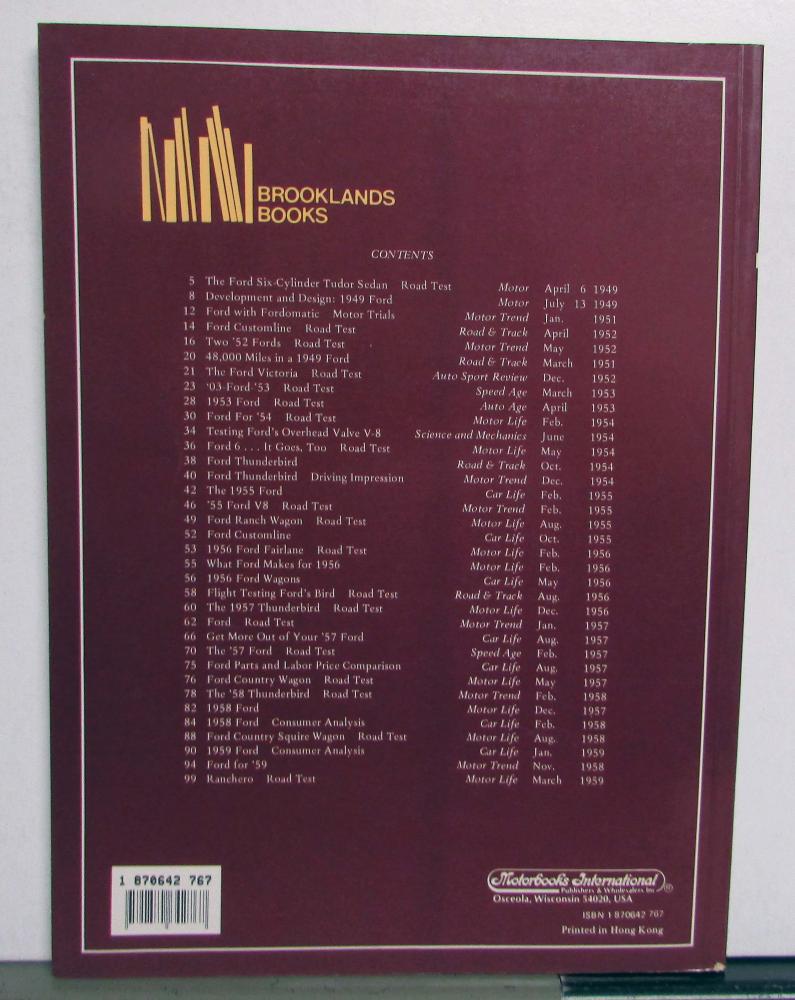 BROOKLANDS
BOOKS
CONTENTS
5 The Ford Six-Cylinder Tudor Sedan Road Test Motor April 6 1949
8 Development and Design: 1949 Ford Motor July 13 1949
12 Ford with Fordomatic Motor Trials Motor Trend Jan. 1951
14 Ford Customline Road Test Road & Track April 1952
16 Two '52 Fords Road Test Motor Trend May 1952
20 48,000 Miles in a 1949 Ford Road & Track March 1951
21 The Ford Victoria Road Test Auto Sport Review Dec. 1952
23 '03-Ford-'53 Road Test Speed Age March 1953
28 1953 Ford Road Test Auto Age April 1953
30 Ford For '54 Road Test Motor Life Feb. 1954
34 Testing Ford's Overhead Valve V-8 Science and Mechanics June 1954
36 Ford 6 . . . It Goes, Too Road Test Motor Life May 1954
38 Ford Thunderbird Road & Track Oct. 1954
40 Ford Thunderbird Driving Impression Motor Trend Dec. 1954
42 The 1955 Ford Car Life Feb. 1955
46 '55 Ford V8 Road Test Motor Trend Feb. 1955
49 Ford Ranch Wagon Road Test Motor Life Aug. 1955
52 Ford Customline Car Life Oct. 1955
53 1956 Ford Fairlane Road Test Motor Life Feb. 1956
55 What Ford Makes for 1956 Motor Life Feb. 1956
56 1956 Ford Wagons Car Life May 1956
58 Flight Testing Ford's Bird Road Test Road & Track Aug. 1956
60 The 1957 Thunderbird Road Test Motor Life Dec. 1956
62 Ford Road Test Motor Trend Jan. 1957
66 Get More Out of Your '57 Ford Car Life Aug. 1957
70 The '57 Ford Road Test Speed Age Feb. 1957
75 Ford Parts and Labor Price Comparison Car Life Aug. 1957
76 Ford Country Wagon Road Test Motor Life May 1957
78 The '58 Thunderbird Road Test Motor Trend Feb. 1958
82 1958 Ford Motor Life Dec. 1957
84 1958 Ford Consumer Analysis Car Life Feb. 1958
88 Ford Country Squire Wagon Road Test Motor Life Aug. 1958
90 1959 Ford Consumer Analysis Car Life Jan. 1959
94 Ford for '59 Motor Trend Nov. 1958
99 Ranchero Road Test Motor Life March 1959
1 870642 767
Motorbooks International
Publishers & Wholesalers Inc
®
Osceola, Wisconsin 54020, USA
ISBN 1 870642 767
Printed in Hong Kong